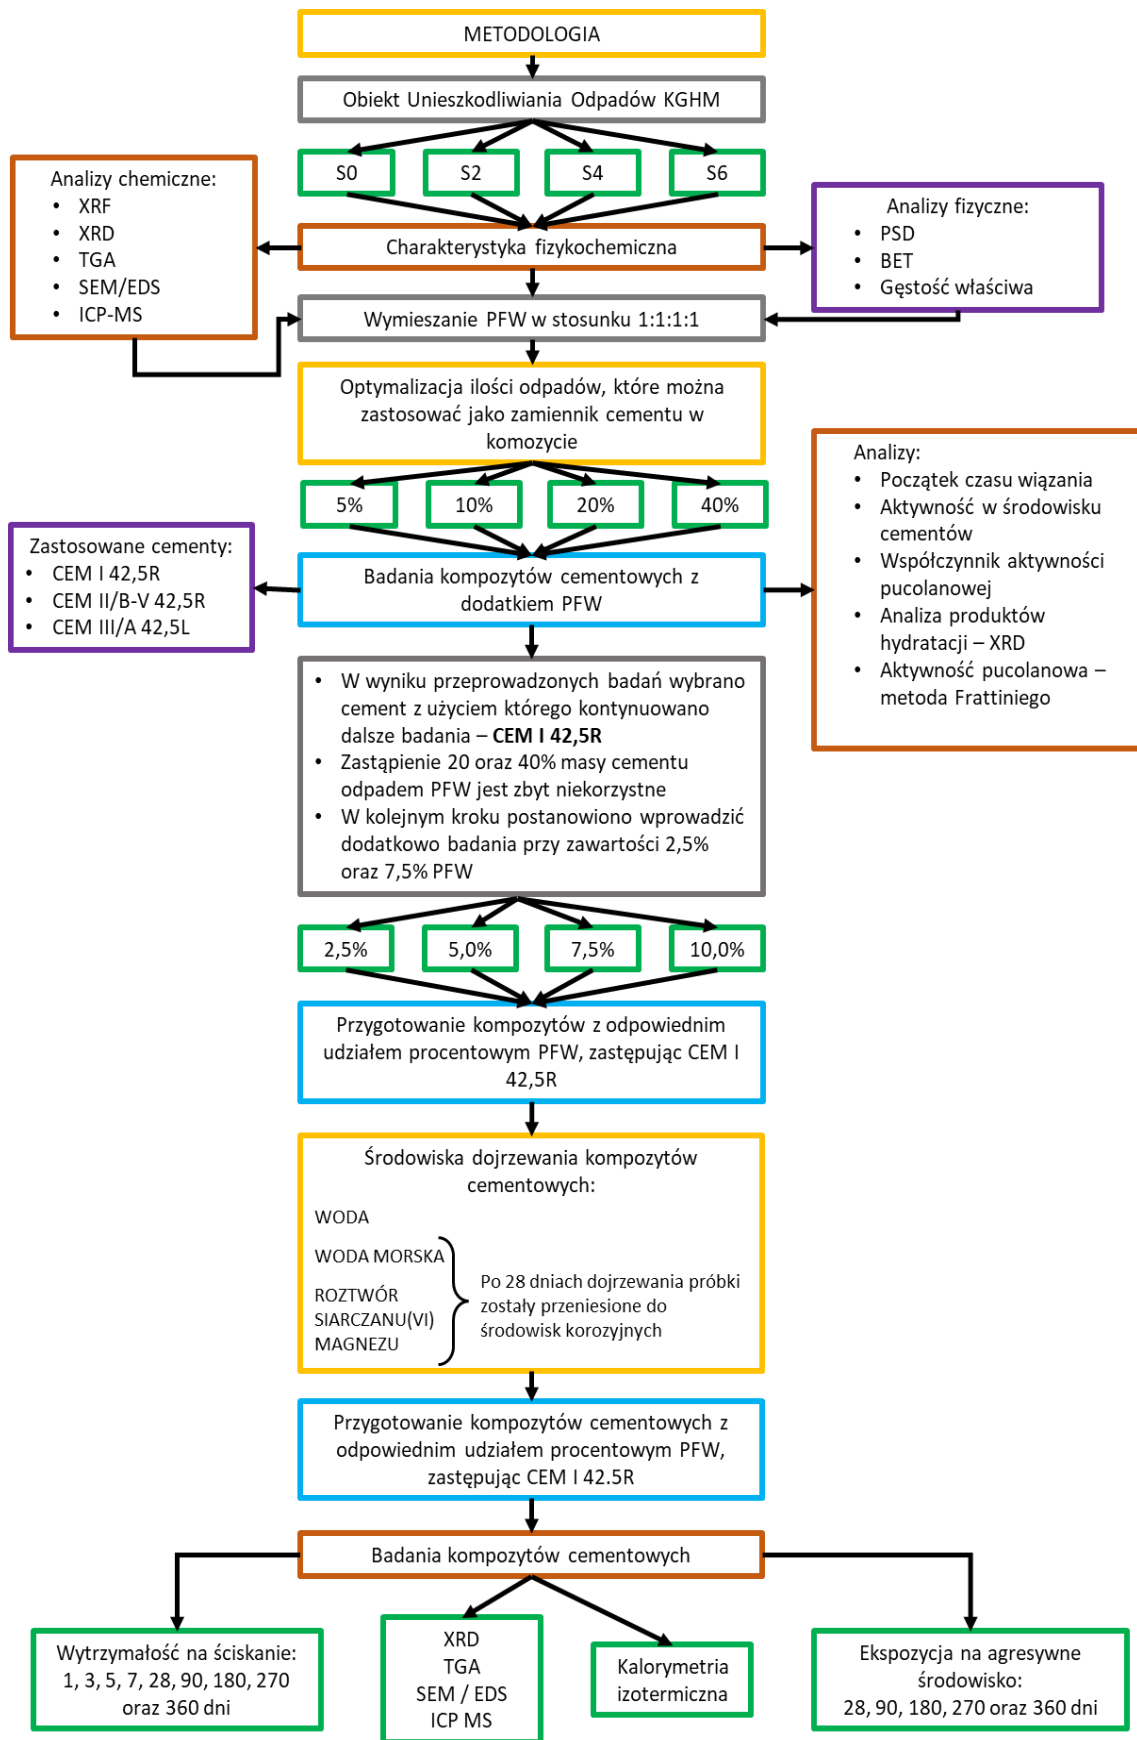 METODOLOGIA
Obiekt Unieszkodliwiania Odpadów KGHM
S0
S2
S4
S6
Analizy chemiczne:
• XRF
• XRD
• TGA
• SEM/EDS
• ICP-MS
Charakterystyka fizykochemiczna
Analizy fizyczne:
• PSD
• BET
• Gęstość właściwa
Wymieszanie PFW w stosunku 1:1:1:1
Optymalizacja ilości odpadów, które można
zastosować jako zamiennik cementu w
komozycie
5%
10%
20%
40%
Zastosowane cementy:
• CEM I 42,5R
• CEM II/B-V 42,5R
• CEM III/A 42,5L
Badania kompozytów cementowych z
dodatkiem PFW
Analizy:
• Początek czasu wiązania
• Aktywność w środowisku
cementów
• Współczynnik aktywności
pucolanowej
• Analiza produktów
hydratacji – XRD
• Aktywność pucolanowa –
metoda Frattiniego
• W wyniku przeprowadzonych badań wybrano
cement z użyciem którego kontynuowano
dalsze badania – CEM I 42,5R
• Zastąpienie 20 oraz 40% masy cementu
odpadem PFW jest zbyt niekorzystne
• W kolejnym kroku postanowiono wprowadzić
dodatkowo badania przy zawartości 2,5%
oraz 7,5% PFW
2,5%
5,0%
7,5%
10,0%
Przygotowanie kompozytów z odpowiednim
udziałem procentowym PFW, zastępując CEM I
42,5R
Środowiska dojrzewania kompozytów
cementowych:
WODA
WODA MORSKA
ROZTWÓR
SIARCZANU(VI)
MAGNEZU
Po 28 dniach dojrzewania próbki
zostały przeniesione do
środowisk korozyjnych
Przygotowanie kompozytów cementowych z
odpowiednim udziałem procentowym PFW,
zastępując CEM I 42.5R
Badania kompozytów cementowych
Wytrzymałość na ściskanie:
1, 3, 5, 7, 28, 90, 180, 270
oraz 360 dni
XRD
TGA
SEM / EDS
ICP MS
Kalorymetria
izotermiczna
Ekspozycja na agresywne
środowisko:
28, 90, 180, 270 oraz 360 dni